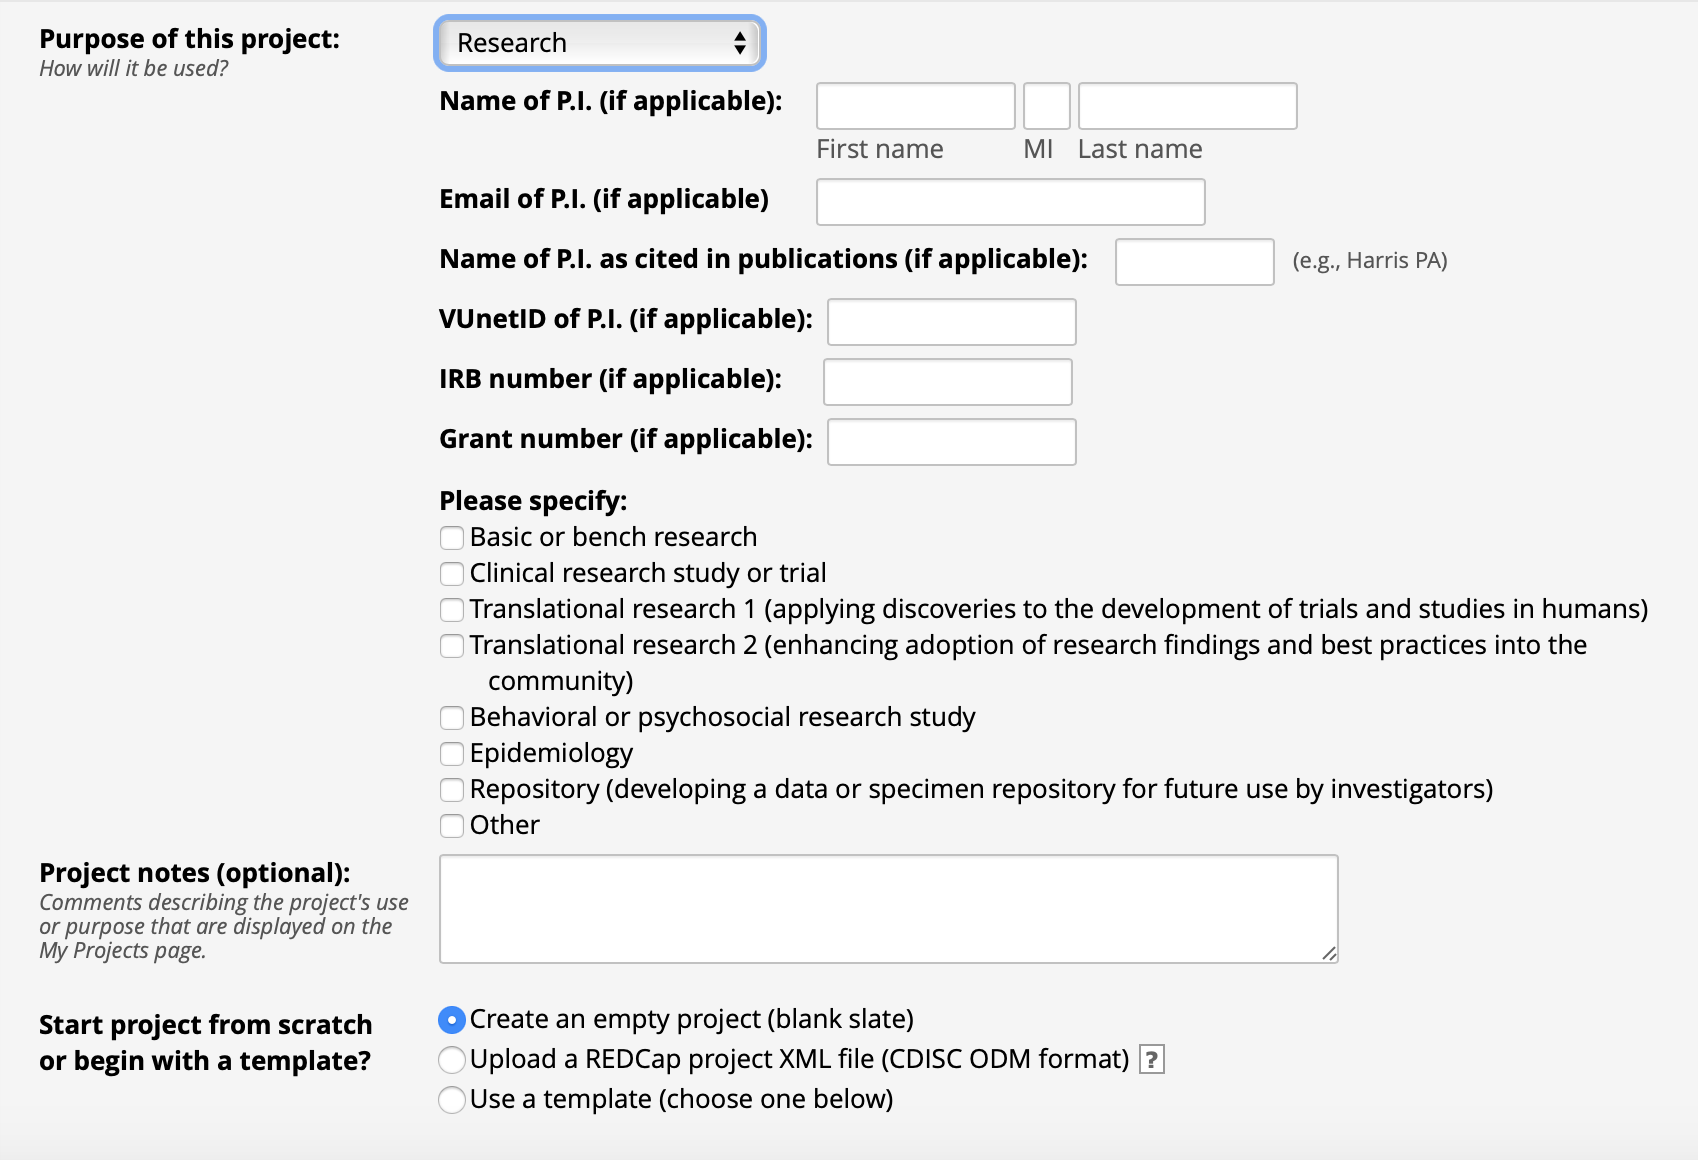 Purpose of this project:
How will it be used?
Research
Name of P.I. (if applicable):
First name MI Last name
Email of P.I. (if applicable)
Name of P.I. as cited in publications (if applicable): (e.g., Harris PA)
VUnetID of P.I. (if applicable):
IRB number (if applicable):
Grant number (if applicable):
Please specify:
Basic or bench research
Clinical research study or trial
Translational research 1 (applying discoveries to the development of trials and studies in humans)
Translational research 2 (enhancing adoption of research findings and best practices into the
community)
Behavioral or psychosocial research study
Epidemiology
Repository (developing a data or specimen repository for future use by investigators)
Other
Project notes (optional):
Comments describing the project's use
or purpose that are displayed on the
My Projects page.
Start project from scratch
or begin with a template?
Create an empty project (blank slate)
Upload a REDCap project XML file (CDISC ODM format) ?
Use a template (choose one below)